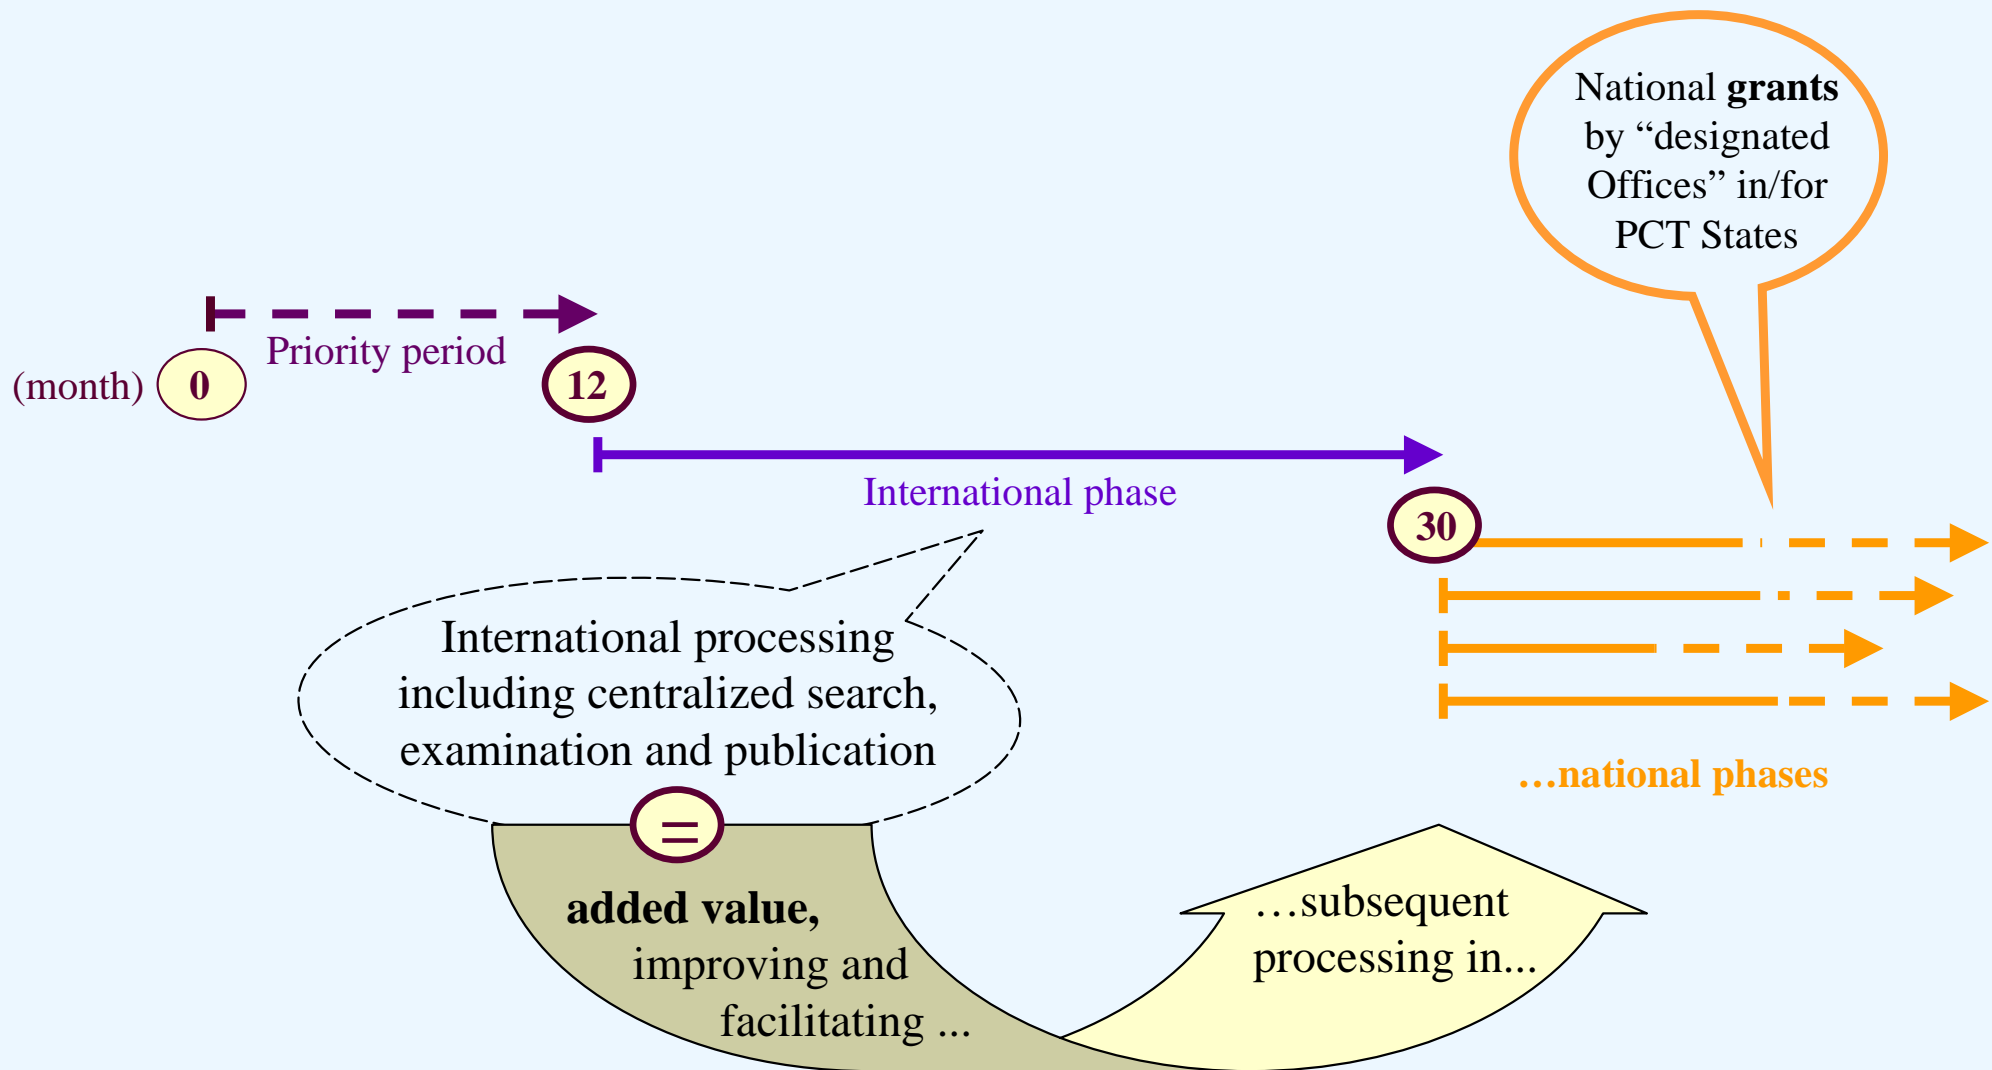 National grants
by “designated
Offices” in/for
PCT States
Priority period
(month) 0 12
International phase
30
International processing
including centralized search,
examination and publication
…national phases
=
added value,
improving and
facilitating ...
…subsequent
processing in...